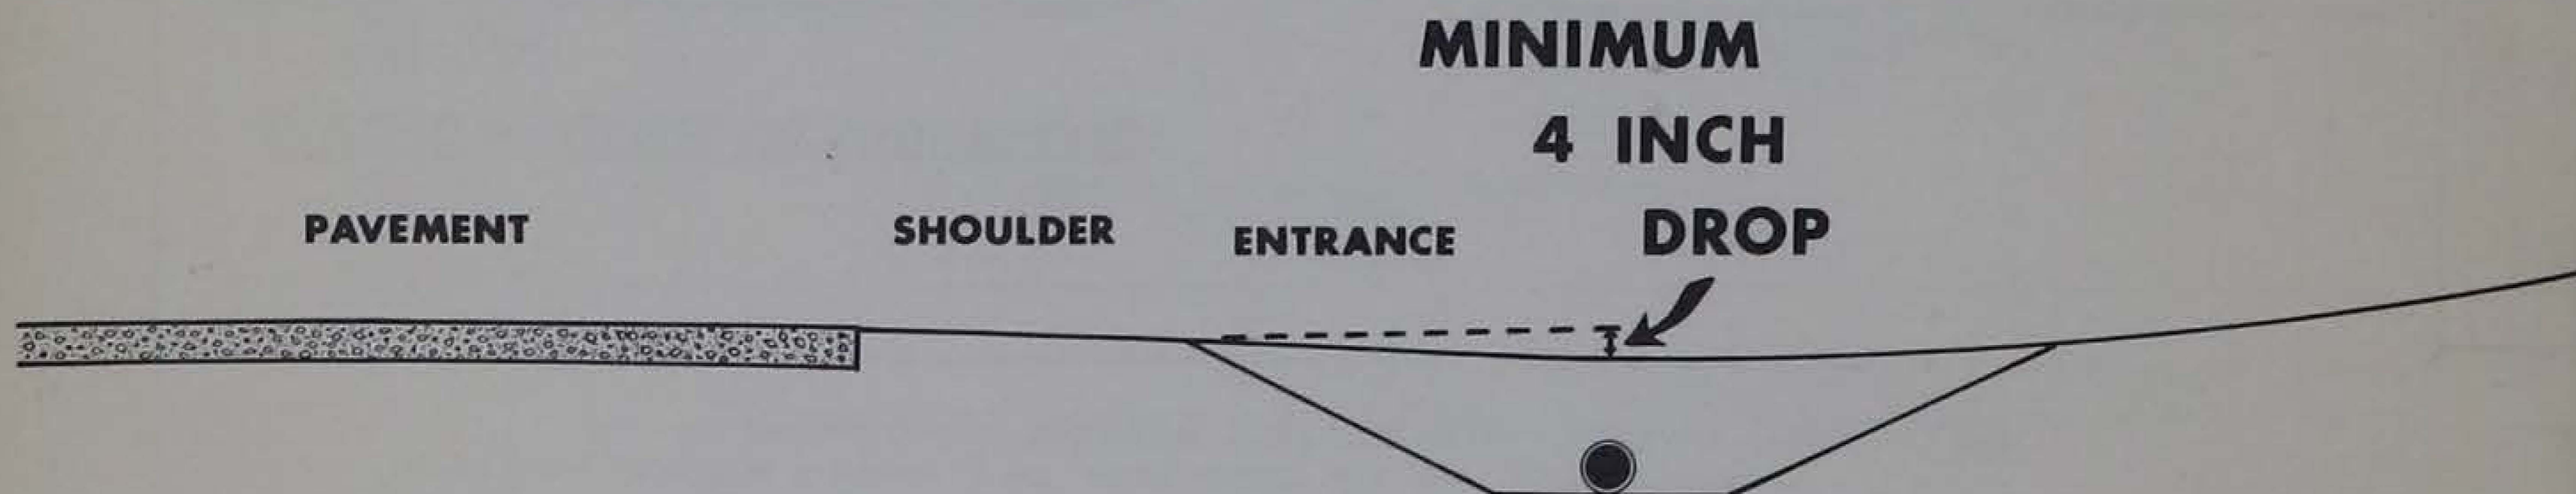 MINIMUM
4 INCH
DROP
PAVEMENT
SHOULDER
ENTRANCE